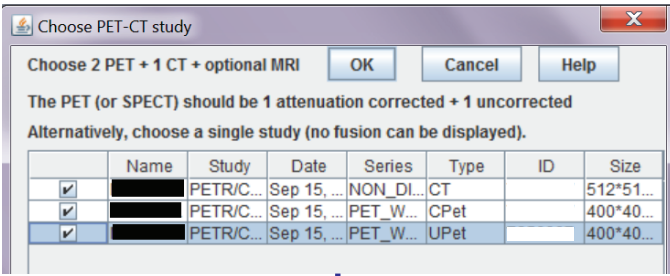 Choose PET-CT study
Choose 2 PET + 1 CT + optional MRI OK Cancel Help
The PET (or SPECT) should be 1 attenuation corrected + 1 uncorrected
Alternatively, choose a single study (no fusion can be displayed).
Name Study Date Series Type ID Size
PETR/C... Sep 15, ... NON_DI... CT 512*51...
PETR/C... Sep 15, ... PET_W... CPet 400*40...
PETR/C... Sep 15, ... PET_W... UPet 400*40...